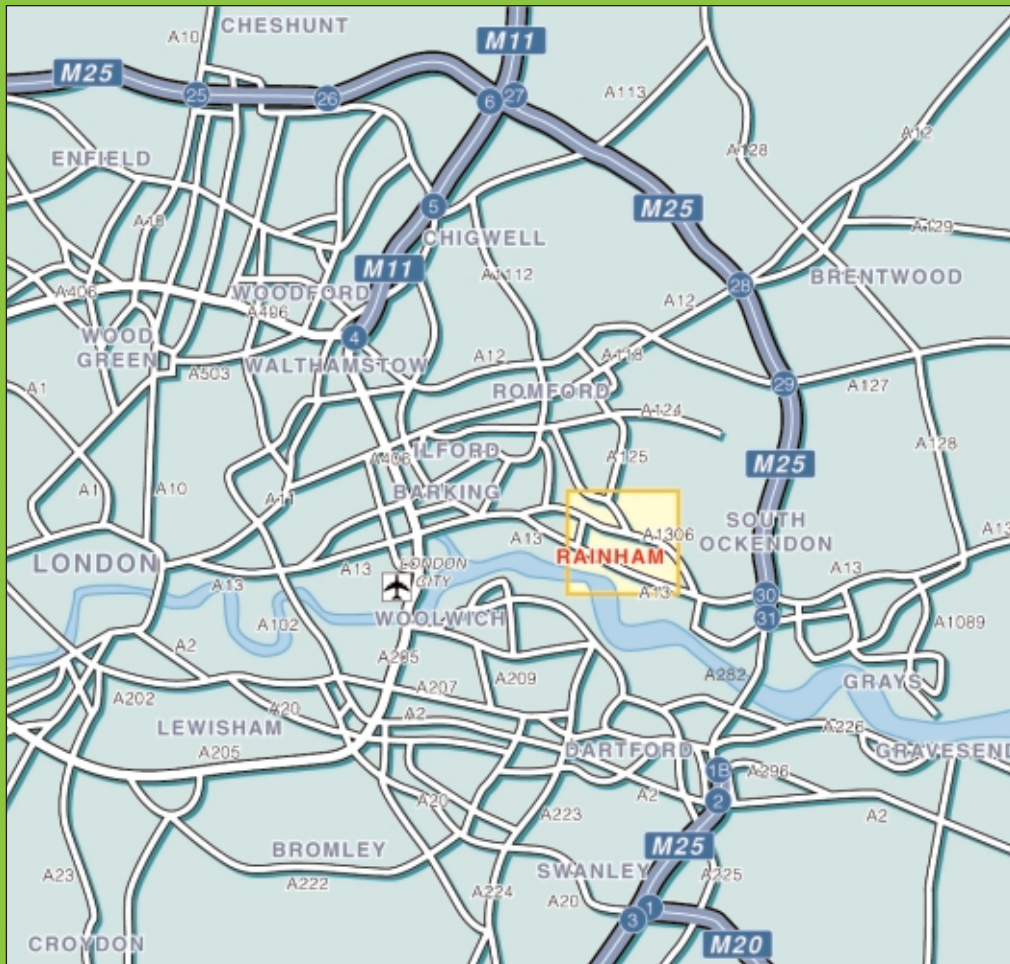 CHESHUNT
A10
M11
M25
25
26
6
27
A113
A12
A128
ENFIELD
M25
5
A10
CHIGWELL
A129
M11
A1112
BRENTWOOD
28
A406
WOODFORD
A12
A406
WOOD
GREEN
4
A118
WALTHAMSTOW
A12
A503
A1
ROMFORD
29
A127
A124
A406
ILFORD
A125
A128
M25
A1
A10
A11
BARKING
SOUTH
OCKENDON
A1306
A13
A13
LONDON
RAINHAM
LONDON
CITY
A13
A13
A13
A13
30
31
WOOLWICH
A102
A1089
A2
A205
A209
A282
GRAYS
A202
A207
A20
A2
LEWISHAM
A226
A205
DARTFORD
GRAVESEND
1B
A296
A2
2
A20
A223
A2
M25
BROMLEY
SWANLEY
A23
A222
A224
A20
A225
1
3
CROYDON
M20